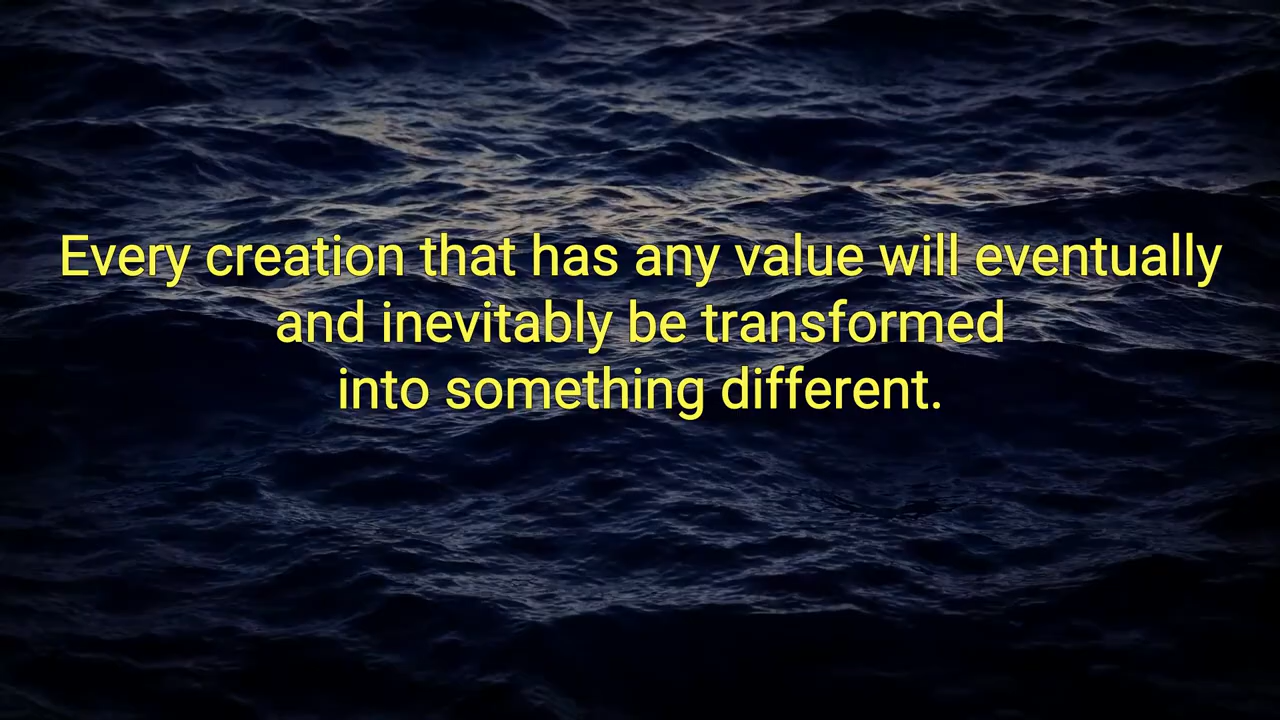 Every creation that has any value will eventually
and inevitably be transformed
into something different.